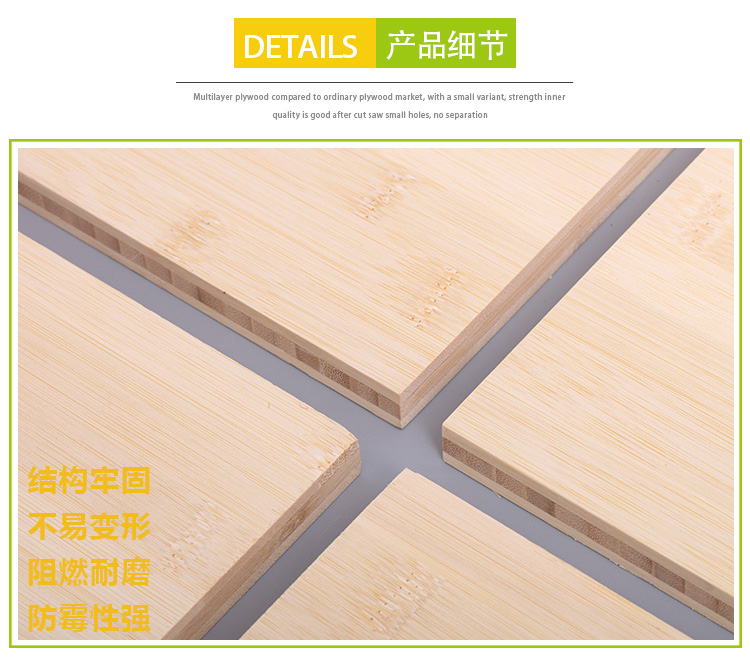 DETAILS 产品细节
Multilayer plywood compared to ordinary plywood market, with a small variant, strength inner
quality is good after cut saw small holes, no separation
结构牢固
不易变形
阻燃耐磨
防霉性强